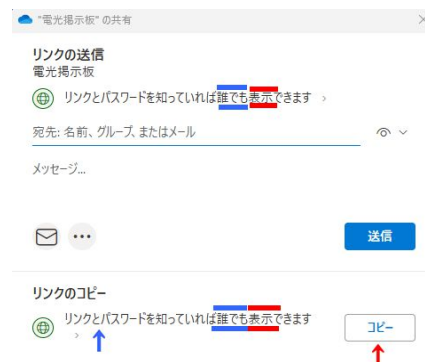 "電光掲示板" の共有
リンクの送信
電光掲示板
リンクとパスワードを知っていれば誰でも表示できます
宛先: 名前、グループ、またはメール
メッセージ...
送信
リンクのコピー
リンクとパスワードを知っていれば誰でも表示できます
コピー